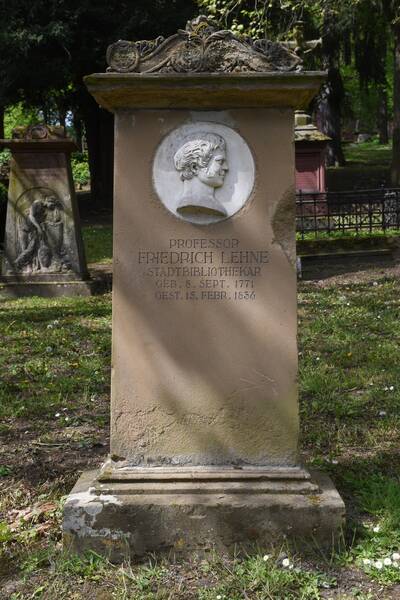 PROFESSOR
FRIEDRICH LEHNE
STADTBIBLIOTHEKAR
GEB. 8. SEPT. 1771
GEST. 15. FEBR. 1836